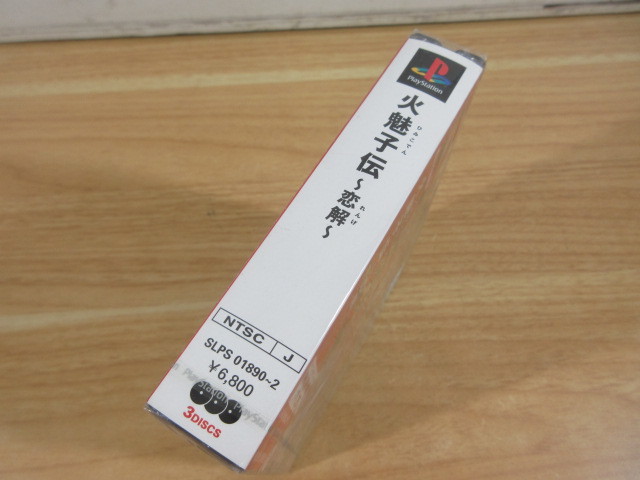 PlayStation
火魅子伝〜恋解〜
ひみこでん
れんげ
NTSC J
SLPS 01890~2
¥6,800
3DISCS